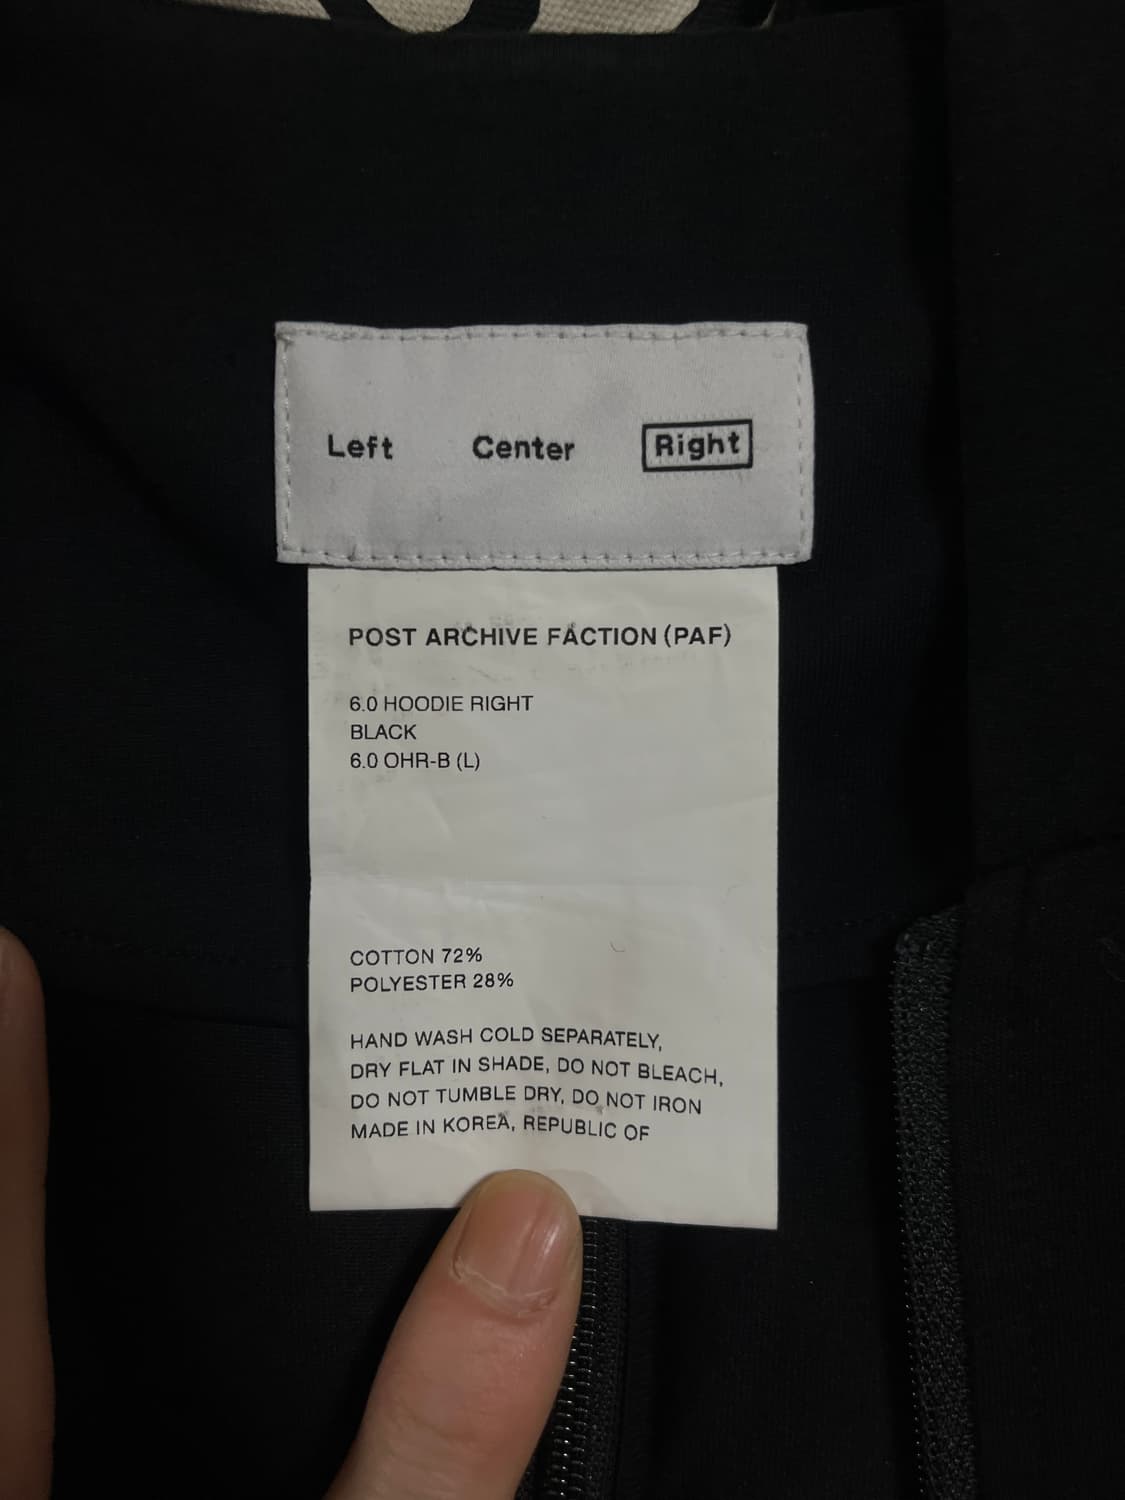 Left Center Right
POST ARCHIVE FACTION (PAF)
6.0 HOODIE RIGHT
BLACK
6.0 OHR-B (L)
COTTON 72%
POLYESTER 28%
HAND WASH COLD SEPARATELY,
DRY FLAT IN SHADE, DO NOT BLEACH,
DO NOT TUMBLE DRY, DO NOT IRON
MADE IN KOREA, REPUBLIC OF